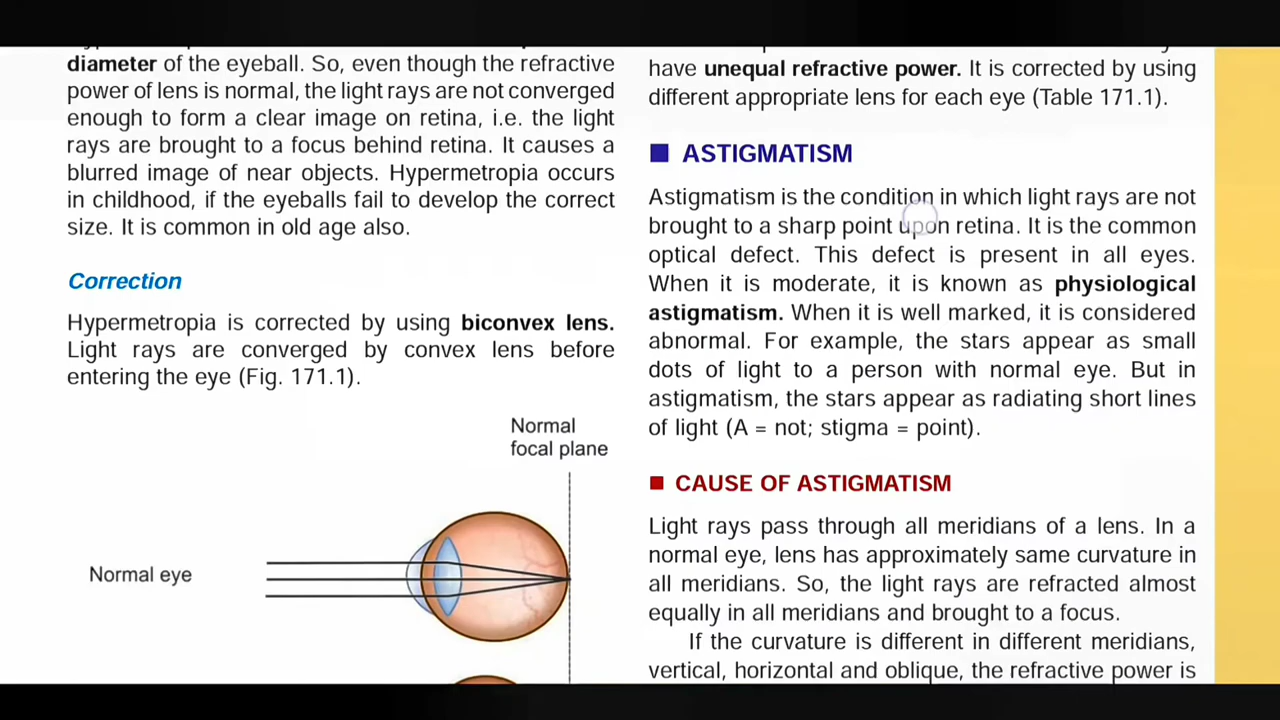 diameter of the eyeball. So, even though the refractive
power of lens is normal, the light rays are not converged
enough to form a clear image on retina, i.e. the light
rays are brought to a focus behind retina. It causes a
blurred image of near objects. Hypermetropia occurs
in childhood, if the eyeballs fail to develop the correct
size. It is common in old age also.
Correction
Hypermetropia is corrected by using biconvex lens.
Light rays are converged by convex lens before
entering the eye (Fig. 171.1).
Normal
focal plane
Normal eye
have unequal refractive power. It is corrected by using
different appropriate lens for each eye (Table 171.1).
ASTIGMATISM
Astigmatism is the condition in which light rays are not
brought to a sharp point upon retina. It is the common
optical defect. This defect is present in all eyes.
When it is moderate, it is known as physiological
astigmatism. When it is well marked, it is considered
abnormal. For example, the stars appear as small
dots of light to a person with normal eye. But in
astigmatism, the stars appear as radiating short lines
of light (A = not; stigma = point).
CAUSE OF ASTIGMATISM
Light rays pass through all meridians of a lens. In a
normal eye, lens has approximately same curvature in
all meridians. So, the light rays are refracted almost
equally in all meridians and brought to a focus.
If the curvature is different in different meridians,
vertical, horizontal and oblique, the refractive power is